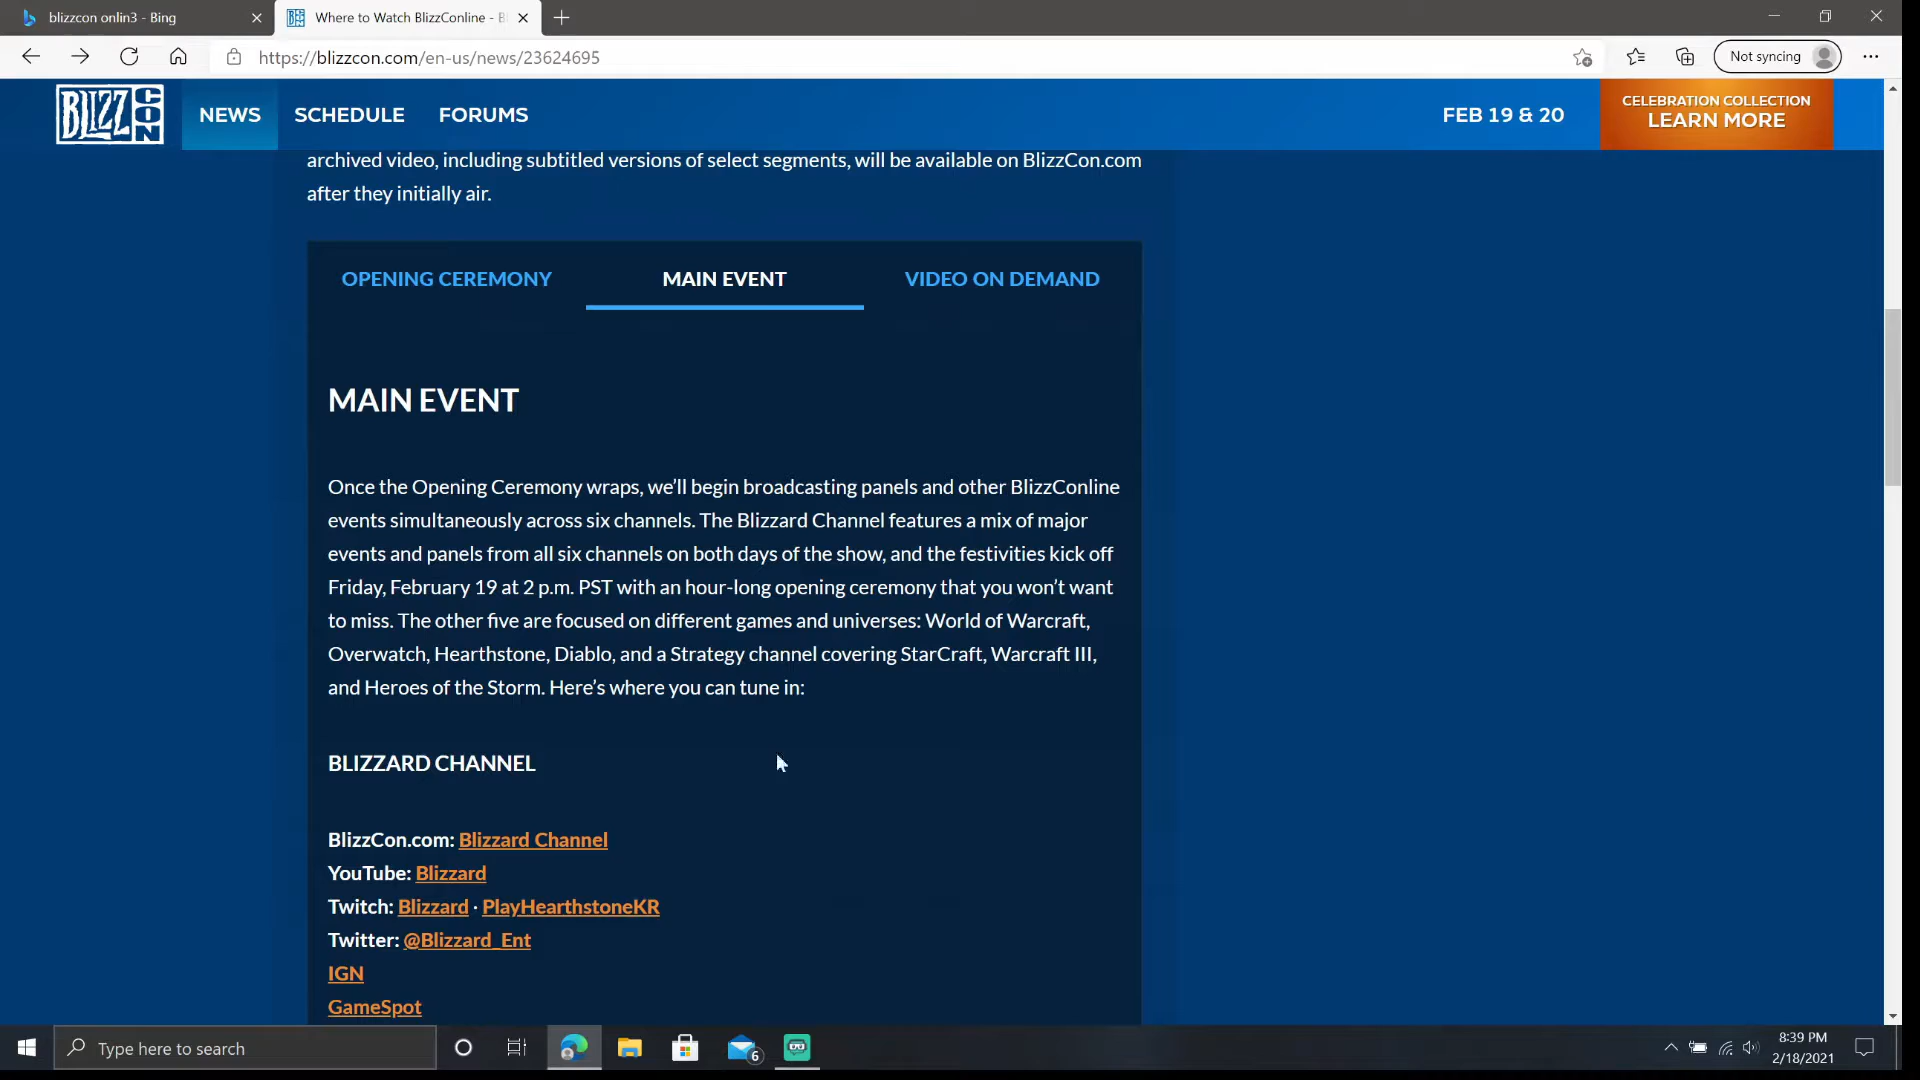 blizzcon onlin3 - Bing
Where to Watch BlizzConline - B
https://blizzcon.com/en-us/news/23624695
Not syncing
BLIZZ CON
NEWS
SCHEDULE
FORUMS
FEB 19 & 20
CELEBRATION COLLECTION
LEARN MORE
archived video, including subtitled versions of select segments, will be available on BlizzCon.com
after they initially air.
OPENING CEREMONY
MAIN EVENT
VIDEO ON DEMAND
MAIN EVENT
Once the Opening Ceremony wraps, we’ll begin broadcasting panels and other BlizzConline
events simultaneously across six channels. The Blizzard Channel features a mix of major
events and panels from all six channels on both days of the show, and the festivities kick off
Friday, February 19 at 2 p.m. PST with an hour-long opening ceremony that you won’t want
to miss. The other five are focused on different games and universes: World of Warcraft,
Overwatch, Hearthstone, Diablo, and a Strategy channel covering StarCraft, Warcraft III,
and Heroes of the Storm. Here’s where you can tune in:
BLIZZARD CHANNEL
BlizzCon.com: Blizzard Channel
YouTube: Blizzard
Twitch: Blizzard · PlayHearthstoneKR
Twitter: @Blizzard_Ent
IGN
GameSpot
Type here to search
6
8:39 PM
2/18/2021